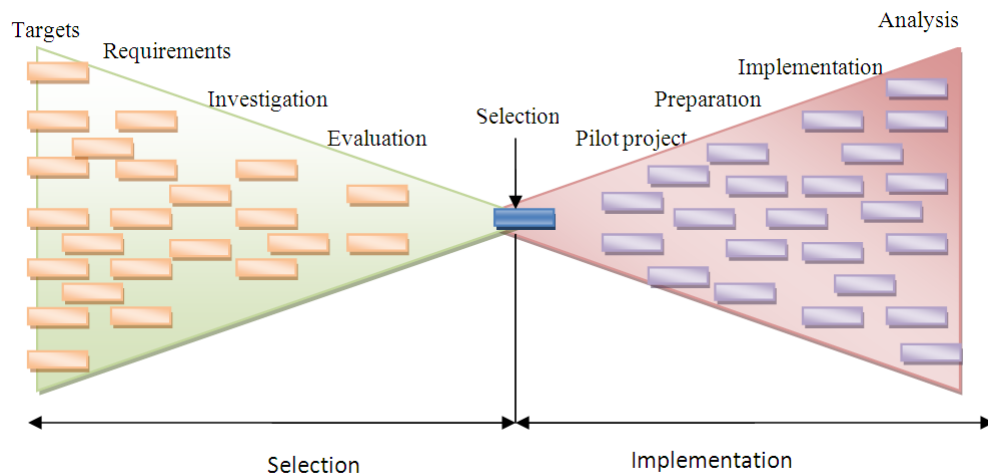 Targets
Requirements
Investigation
Evaluation
Selection
Pilot project
Preparation
Implementation
Analysis
Selection
Implementation